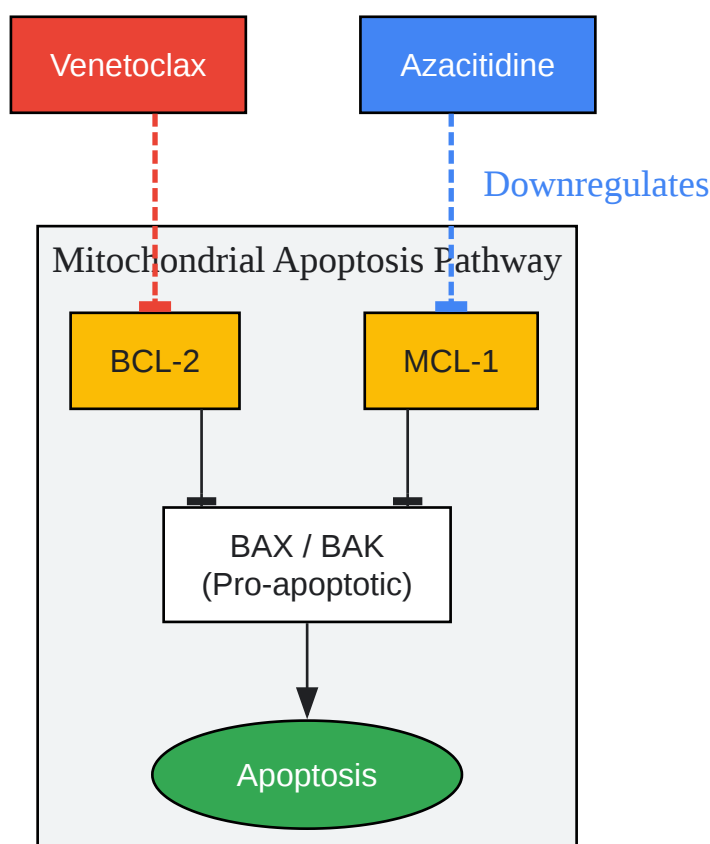 Venetoclax
Azacitidine
Downregulates
Mitochondrial Apoptosis Pathway
BCL-2
MCL-1
BAX / BAK
(Pro-apoptotic)
Apoptosis